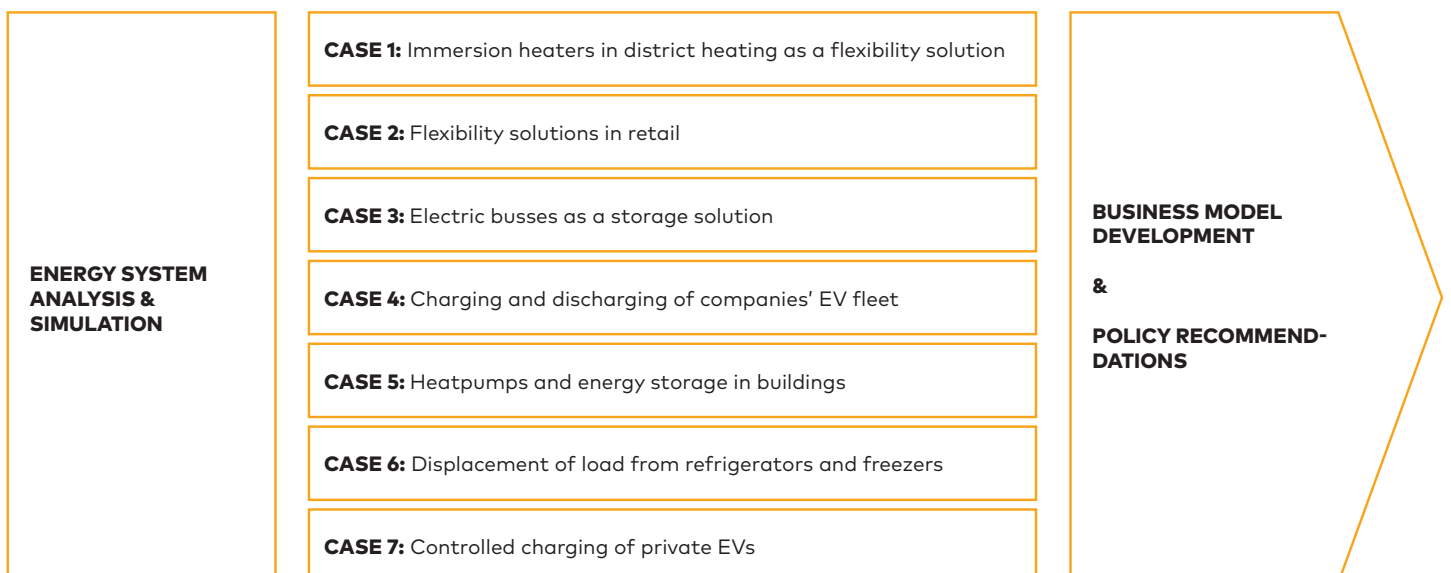 ENERGY SYSTEM
ANALYSIS &
SIMULATION
CASE 1: Immersion heaters in district heating as a flexibility solution
CASE 2: Flexibility solutions in retail
CASE 3: Electric busses as a storage solution
CASE 4: Charging and discharging of companies’ EV fleet
CASE 5: Heatpumps and energy storage in buildings
CASE 6: Displacement of load from refrigerators and freezers
CASE 7: Controlled charging of private EVs
BUSINESS MODEL
DEVELOPMENT
&
POLICY RECOMMEND-
DATIONS